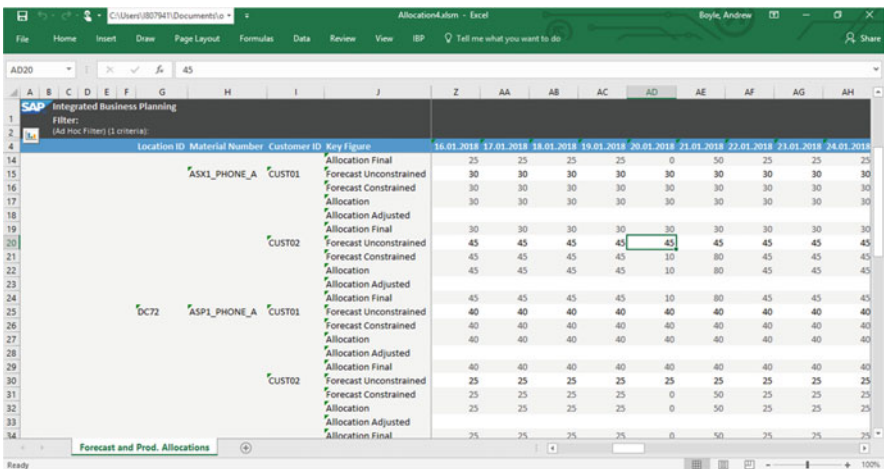 C:\Users\I807941\Documents\o Allocation4.xlsm - Excel Boyle, Andrew
File Home Insert Draw Page Layout Formulas Data Review View IBP Tell me what you want to do Share
AD20 fx 45
A B C D E F G H I J Z AA AB AC AD AE AF AG AH
1 SAP Integrated Business Planning
Filter:
2 (Ad Hoc Filter) (1 criteria):
4 Location ID Material Number Customer ID Key Figure 16.01.2018 17.01.2018 18.01.2018 19.01.2018 20.01.2018 21.01.2018 22.01.2018 23.01.2018 24.01.2018
14 Allocation Final 25 25 25 25 0 50 25 25 25
15 ASX1_PHONE_A CUST01 Forecast Unconstrained 30 30 30 30 30 30 30 30 30
16 Forecast Constrained 30 30 30 30 30 30 30 30 30
17 Allocation 30 30 30 30 30 30 30 30 30
18 Allocation Adjusted
19 Allocation Final 30 30 30 30 30 30 30 30 30
20 CUST02 Forecast Unconstrained 45 45 45 45 45 45 45 45 45
21 Forecast Constrained 45 45 45 45 10 80 45 45 45
22 Allocation 45 45 45 45 10 80 45 45 45
23 Allocation Adjusted
24 Allocation Final 45 45 45 45 10 80 45 45 45
25 DC72 ASP1_PHONE_A CUST01 Forecast Unconstrained 40 40 40 40 40 40 40 40 40
26 Forecast Constrained 40 40 40 40 40 40 40 40 40
27 Allocation 40 40 40 40 40 40 40 40 40
28 Allocation Adjusted
29 Allocation Final 40 40 40 40 40 40 40 40 40
30 CUST02 Forecast Unconstrained 25 25 25 25 25 25 25 25 25
31 Forecast Constrained 25 25 25 25 0 50 25 25 25
32 Allocation 25 25 25 25 0 50 25 25 25
33 Allocation Adjusted
34 Allocation Final 25 25 25 25 0 50 25 25 25
Forecast and Prod. Allocations
Ready 100%